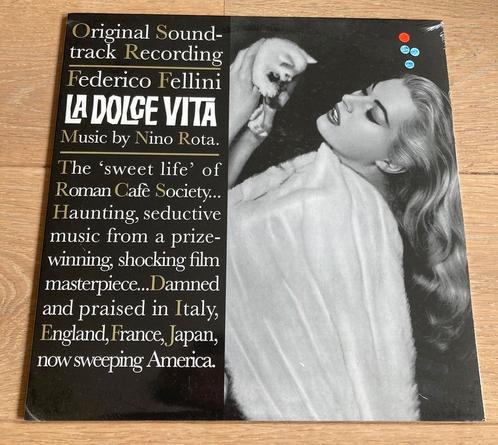 Original Sound-
track Recording
Federico Fellini
LA DOLCE VITA
Music by Nino Rota.
The ‘sweet life’ of
Roman Cafè Society...
Haunting, seductive
music from a prize-
winning, shocking film
masterpiece...Damned
and praised in Italy,
England, France, Japan,
now sweeping America.